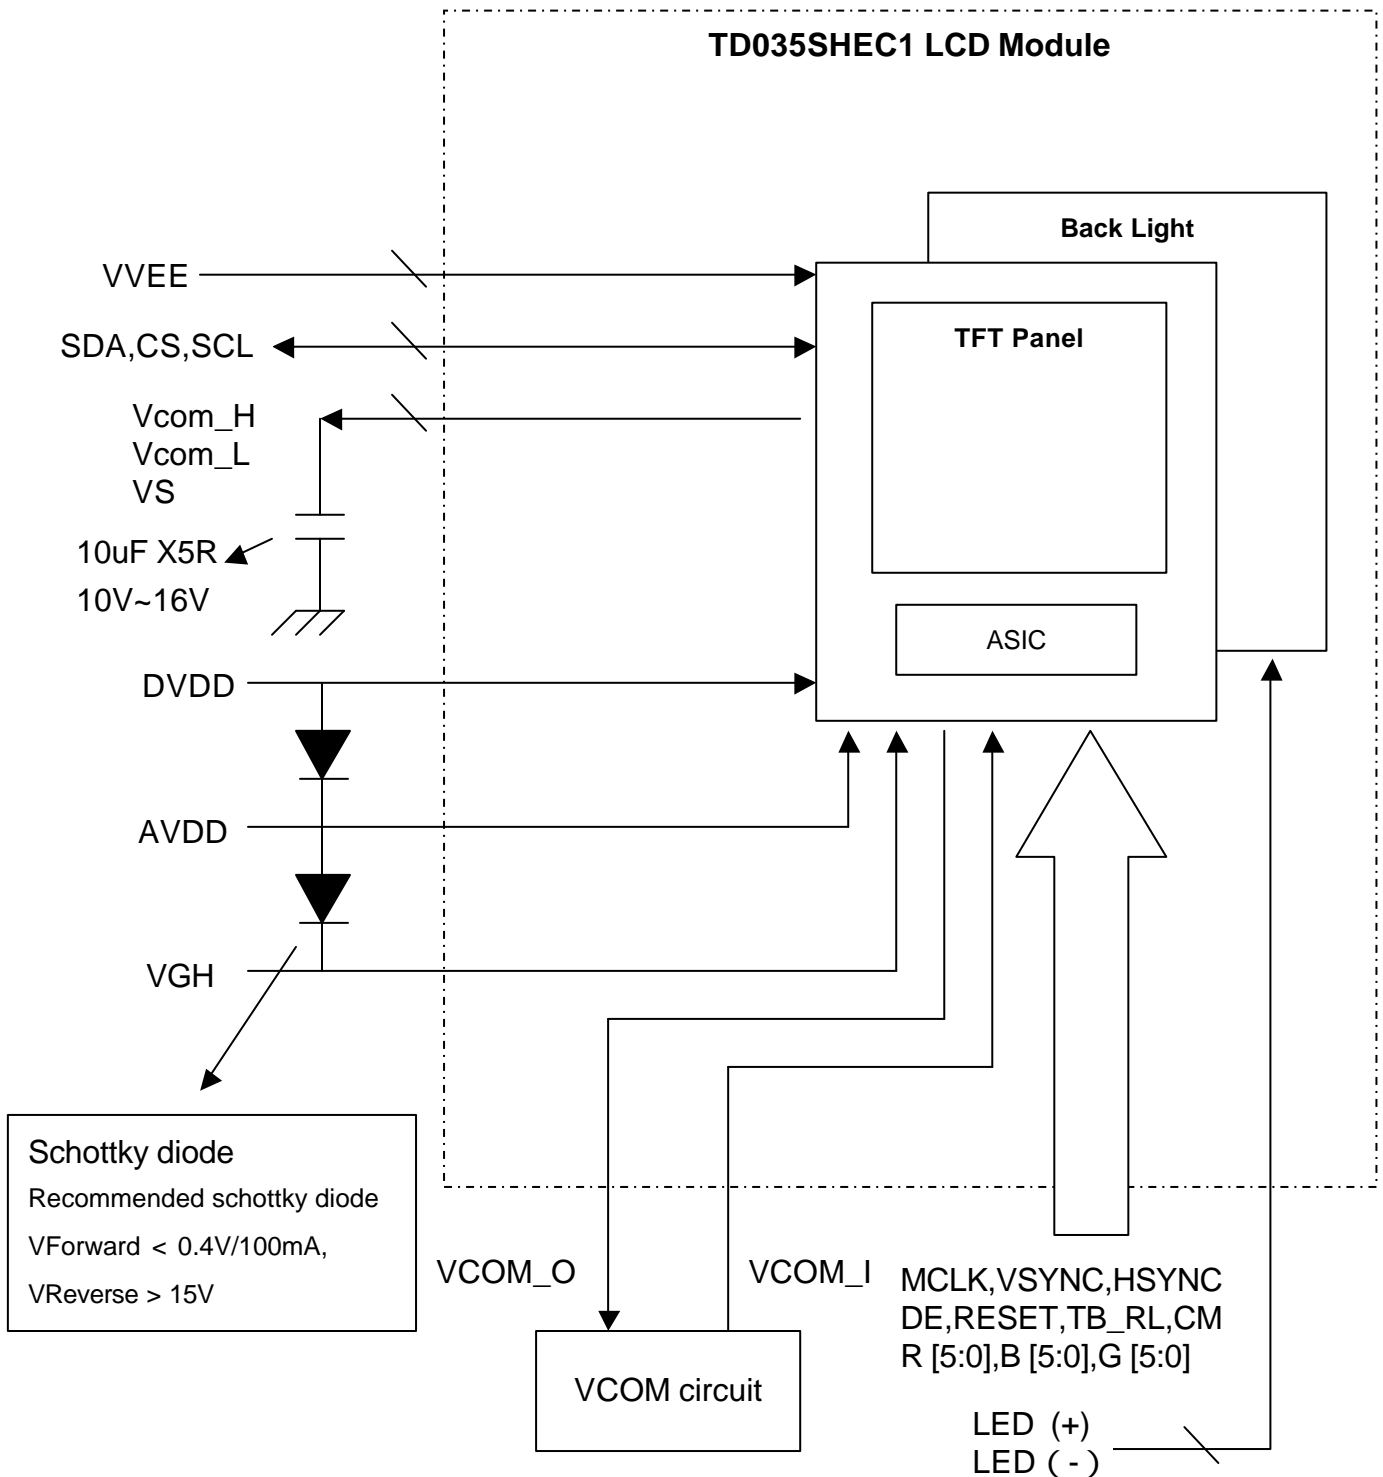 TD035SHEC1 LCD Module
Back Light
VVEE
TFT Panel
SDA,CS,SCL
Vcom_H
Vcom_L
VS
10uF X5R
10V~16V
ASIC
DVDD
AVDD
VGH
Schottky diode
Recommended schottky diode
VForward < 0.4V/100mA,
VReverse > 15V
VCOM_O
VCOM_I
MCLK,VSYNC,HSYNC
DE,RESET,TB_RL,CM
R [5:0],B [5:0],G [5:0]
VCOM circuit
LED (+)
LED ( - )